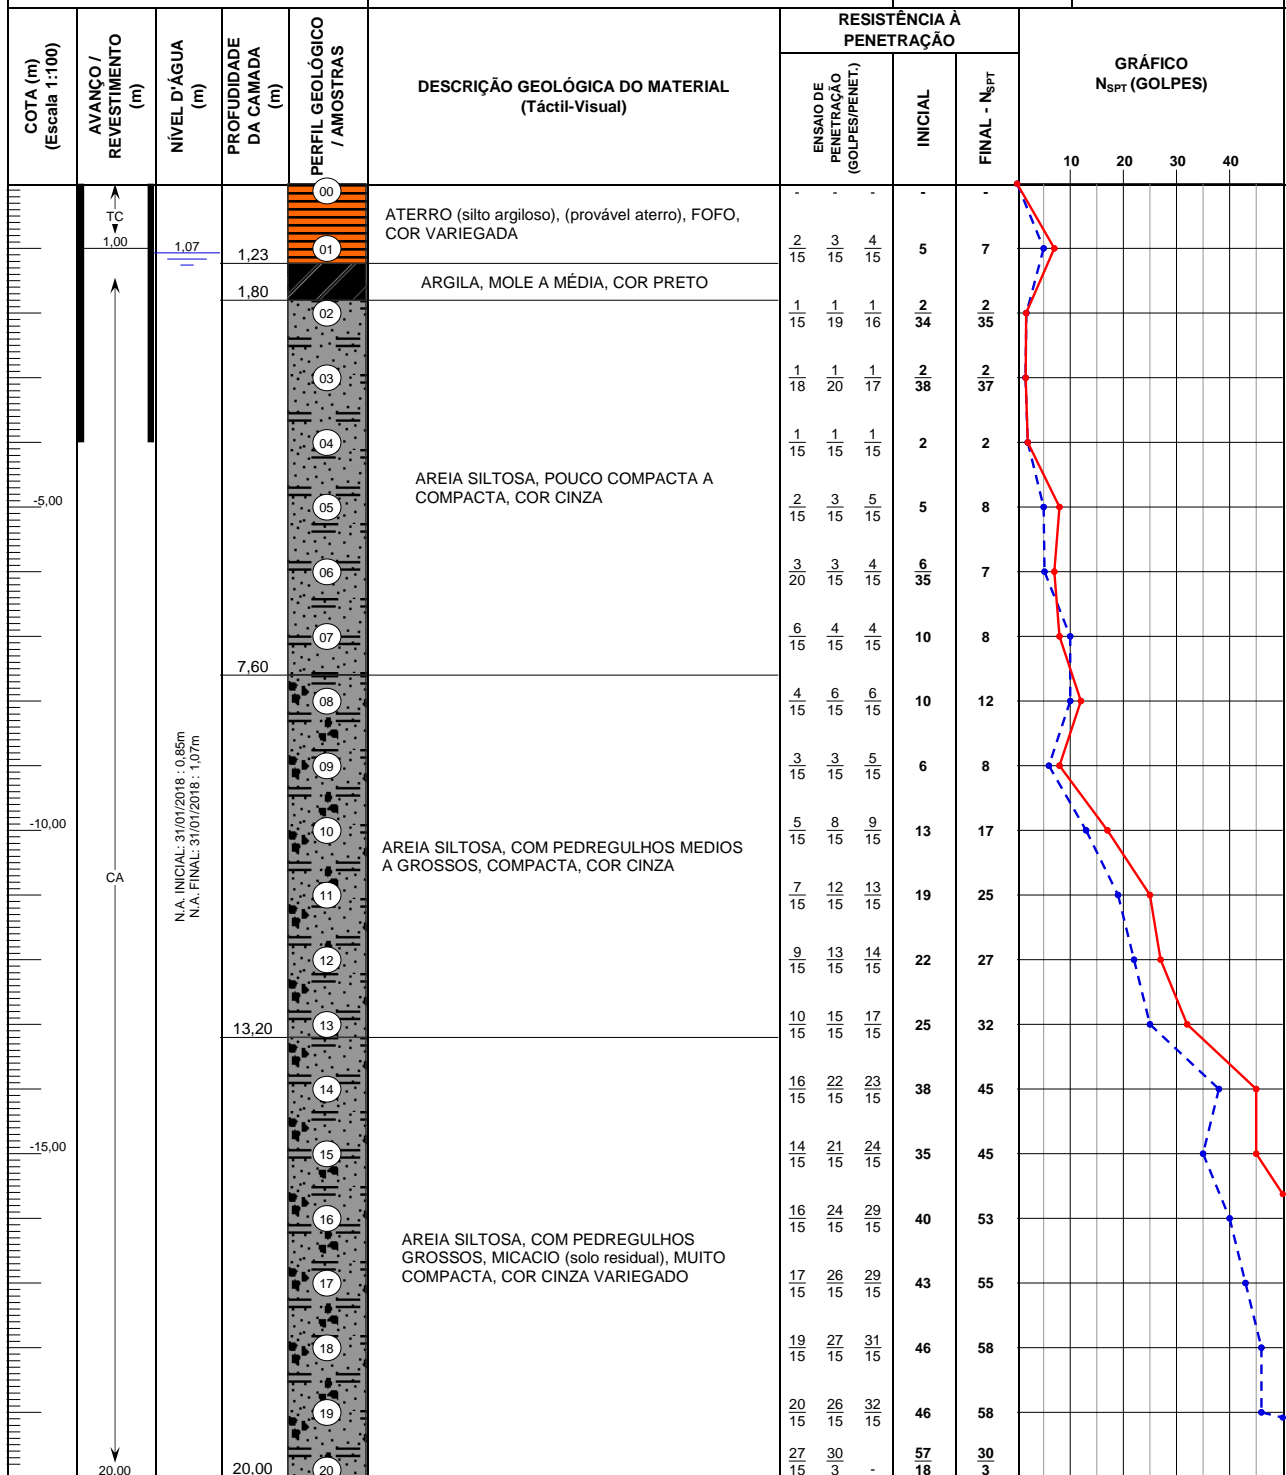 COTA (m)
(Escala 1:100)
AVANÇO /
REVESTIMENTO
(m)
NÍVEL D'ÁGUA
(m)
PROFUDIDADE
DA CAMADA
(m)
PERFIL GEOLÓGICO
/ AMOSTRAS
DESCRIÇÃO GEOLÓGICA DO MATERIAL
(Táctil-Visual)
RESISTÊNCIA À
PENETRAÇÃO
ENSAIO DE
PENETRAÇÃO
(GOLPES/PENET.)
INICIAL
FINAL - NSPT
GRÁFICO
NSPT (GOLPES)
10 20 30 40
00 - - - - -
TC
ATERRO (silto argiloso), (provável aterro), FOFO,
COR VARIEGADA
1,00 1,07 1,23 01 2/15 3/15 4/15 5 7
ARGILA, MOLE A MÉDIA, COR PRETO
1,80
02 1/15 1/19 1/16 2/34 2/35
03 1/18 1/20 1/17 2/38 2/37
04 1/15 1/15 1/15 2 2
AREIA SILTOSA, POUCO COMPACTA A
COMPACTA, COR CINZA
-5,00 05 2/15 3/15 5/15 5 8
06 3/20 3/15 4/15 6/35 7
07 6/15 4/15 4/15 10 8
7,60
08 4/15 6/15 6/15 10 12
09 3/15 3/15 5/15 6 8
N.A. INICIAL: 31/01/2018 : 0,85m
N.A. FINAL: 31/01/2018 : 1,07m
-10,00 10 5/15 8/15 9/15 13 17
AREIA SILTOSA, COM PEDREGULHOS MEDIOS
A GROSSOS, COMPACTA, COR CINZA
CA
11 7/15 12/15 13/15 19 25
12 9/15 13/15 14/15 22 27
13,20 13 10/15 15/15 17/15 25 32
14 16/15 22/15 23/15 38 45
-15,00 15 14/15 21/15 24/15 35 45
16 16/15 24/15 29/15 40 53
AREIA SILTOSA, COM PEDREGULHOS
GROSSOS, MICACIO (solo residual), MUITO
COMPACTA, COR CINZA VARIEGADO
17 17/15 26/15 29/15 43 55
18 19/15 27/15 31/15 46 58
19 20/15 26/15 32/15 46 58
20,00 20,00 20 27/15 30/3 - 57/18 30/3